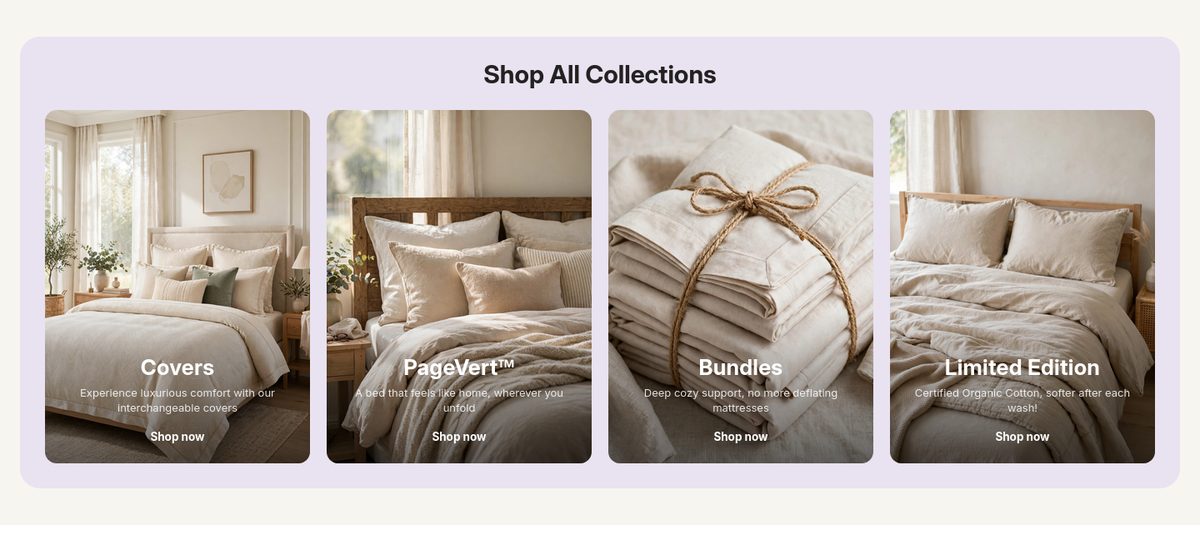 Shop All Collections
Covers
Experience luxurious comfort with our
interchangeable covers
Shop now
PageVert™
A bed that feels like home, wherever you
unfold
Shop now
Bundles
Deep cozy support, no more deflating
mattresses
Shop now
Limited Edition
Certified Organic Cotton, softer after each
wash!
Shop now